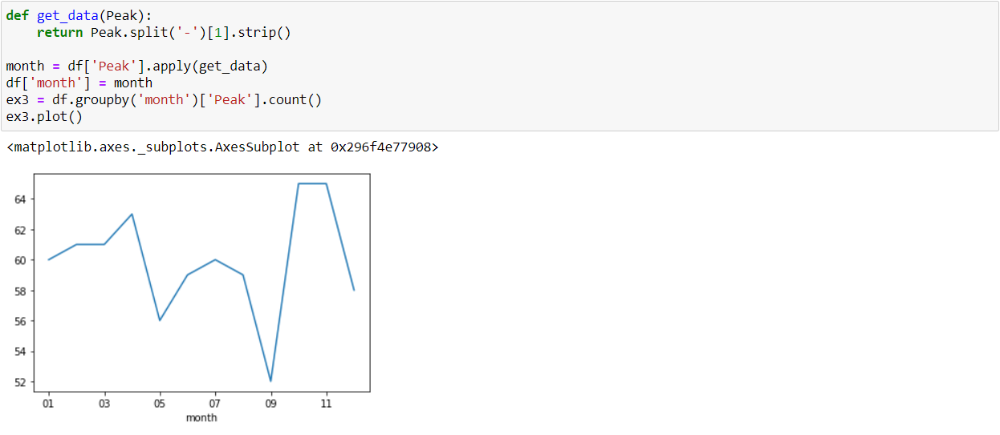 def get_data(Peak):
    return Peak.split('-')[1].strip()
month = df['Peak'].apply(get_data)
df['month'] = month
ex3 = df.groupby('month')['Peak'].count()
ex3.plot()
<matplotlib.axes._subplots.AxesSubplot at 0x296f4e77908>
64
62
60
58
56
54
52
01 03 05 07 09 11
month